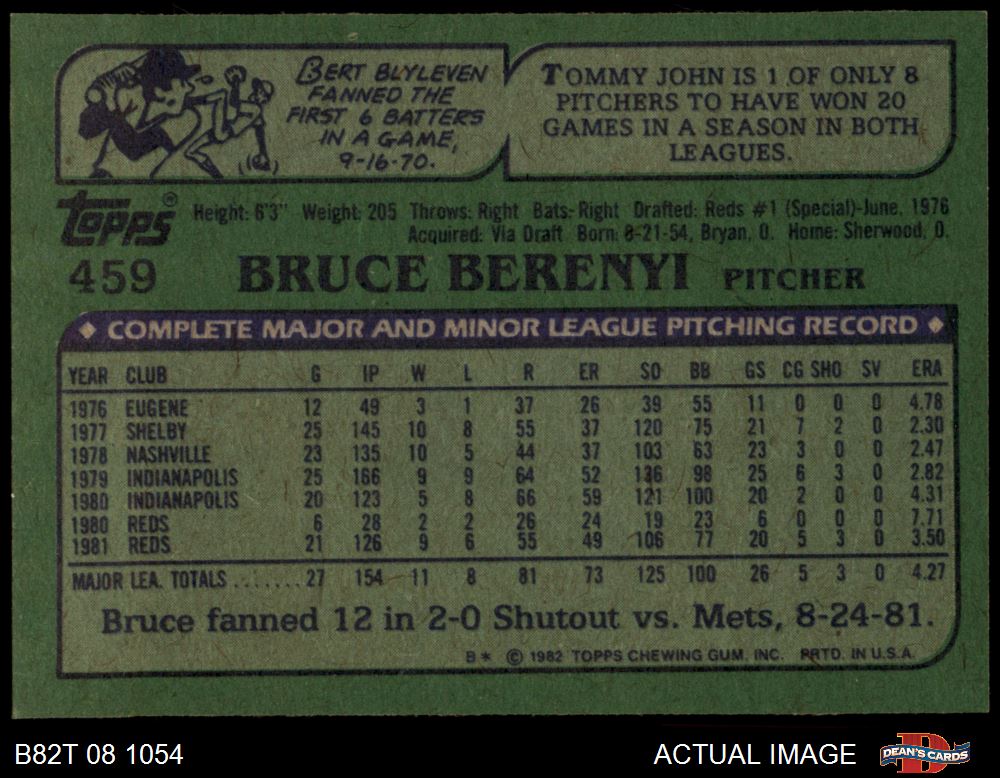 BERT BLYLEVEN
FANNED THE
FIRST 6 BATTERS
IN A GAME,
9-16-70.
TOMMY JOHN IS 1 OF ONLY 8
PITCHERS TO HAVE WON 20
GAMES IN A SEASON IN BOTH
LEAGUES.
Topps®
Height: 6'3" Weight: 205 Throws: Right Bats: Right Drafted: Reds #1 (Special)-June, 1976
Acquired: Via Draft Born: 8-21-54, Bryan, O. Home: Sherwood, O.
459 BRUCE BERENYI PITCHER
COMPLETE MAJOR AND MINOR LEAGUE PITCHING RECORD
YEAR CLUB G IP W L R ER SO BB GS CG SHO SV ERA
1976 EUGENE 12 49 3 1 37 26 39 55 11 0 0 0 4.78
1977 SHELBY 25 145 10 8 55 37 120 75 21 7 2 0 2.30
1978 NASHVILLE 23 135 10 5 44 37 103 63 23 3 0 0 2.47
1979 INDIANAPOLIS 25 166 9 9 64 52 136 98 25 6 3 0 2.82
1980 INDIANAPOLIS 20 123 5 8 66 59 121 100 20 2 0 0 4.31
1980 REDS 6 28 2 2 26 24 19 23 6 0 0 0 7.71
1981 REDS 21 126 9 6 55 49 106 77 20 5 3 0 3.50
MAJOR LEA. TOTALS ....... 27 154 11 8 81 73 125 100 26 5 3 0 4.27
Bruce fanned 12 in 2-0 Shutout vs. Mets, 8-24-81.
B* © 1982 TOPPS CHEWING GUM, INC. PRTD. IN U.S.A.
B82T 08 1054 ACTUAL IMAGE DEAN'S CARDS